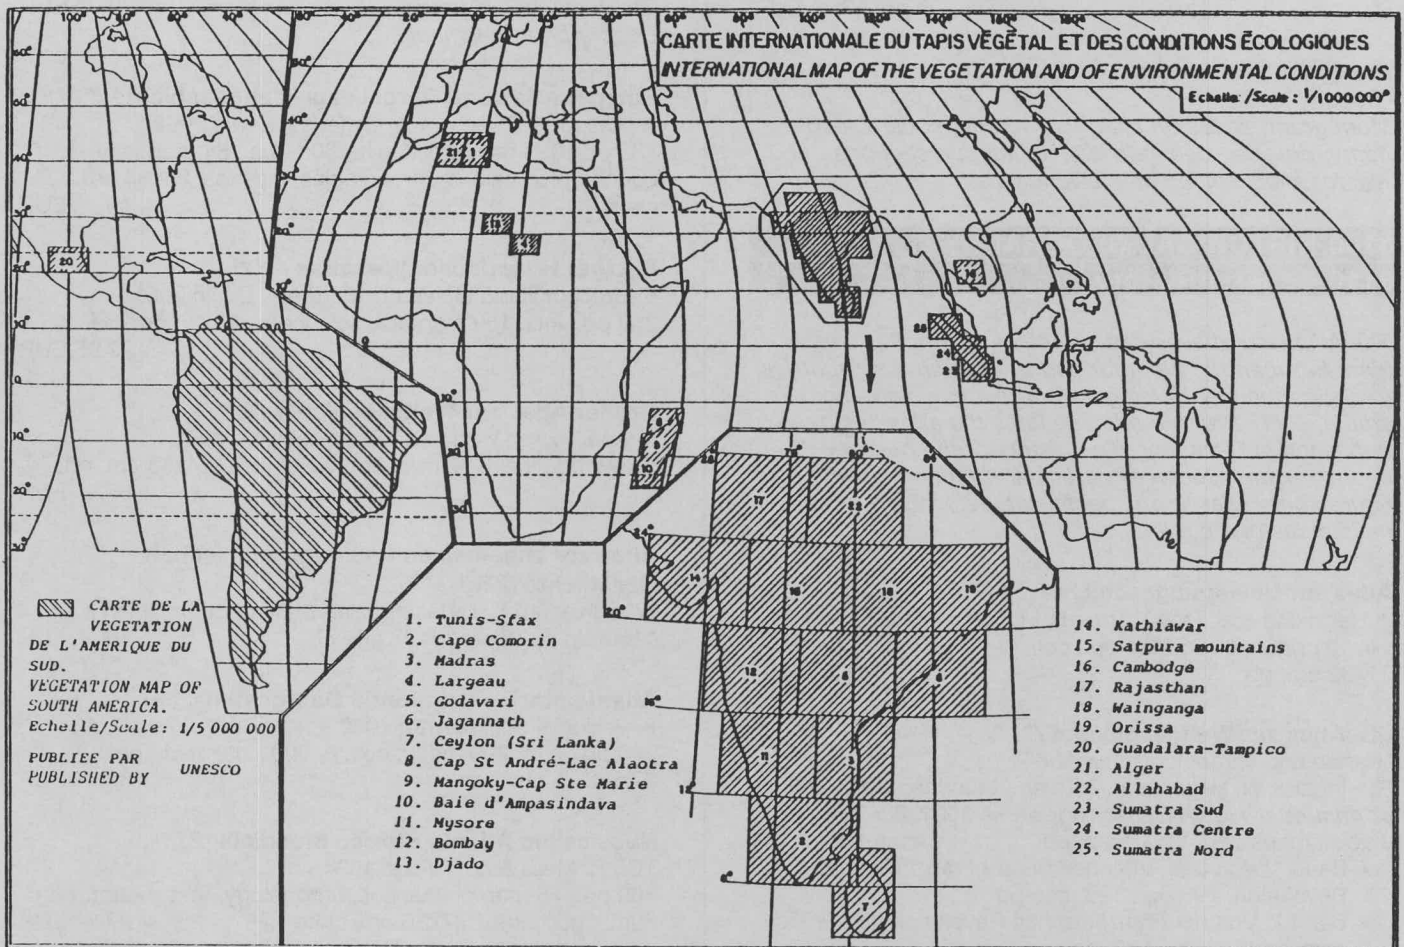 CARTE INTERNATIONALE DU TAPIS VÉGÉTAL ET DES CONDITIONS ÉCOLOGIQUES
INTERNATIONAL MAP OF THE VEGETATION AND OF ENVIRONMENTAL CONDITIONS
Echelle/Scale: 1/1000000°
CARTE DE LA
VEGETATION
DE L'AMERIQUE DU
SUD.
VEGETATION MAP OF
SOUTH AMERICA.
Echelle/Scale: 1/5 000 000
PUBLIEE PAR
PUBLISHED BY UNESCO
1. Tunis-Sfax
2. Cape Comorin
3. Madras
4. Largeau
5. Godavari
6. Jagannath
7. Ceylon (Sri Lanka)
8. Cap St André-Lac Alaotra
9. Mangoky-Cap Ste Marie
10. Baie d'Ampasindava
11. Mysore
12. Bombay
13. Djado
14. Kathiawar
15. Satpura mountains
16. Cambodge
17. Rajasthan
18. Wainganga
19. Orissa
20. Guadalara-Tampico
21. Alger
22. Allahabad
23. Sumatra Sud
24. Sumatra Centre
25. Sumatra Nord